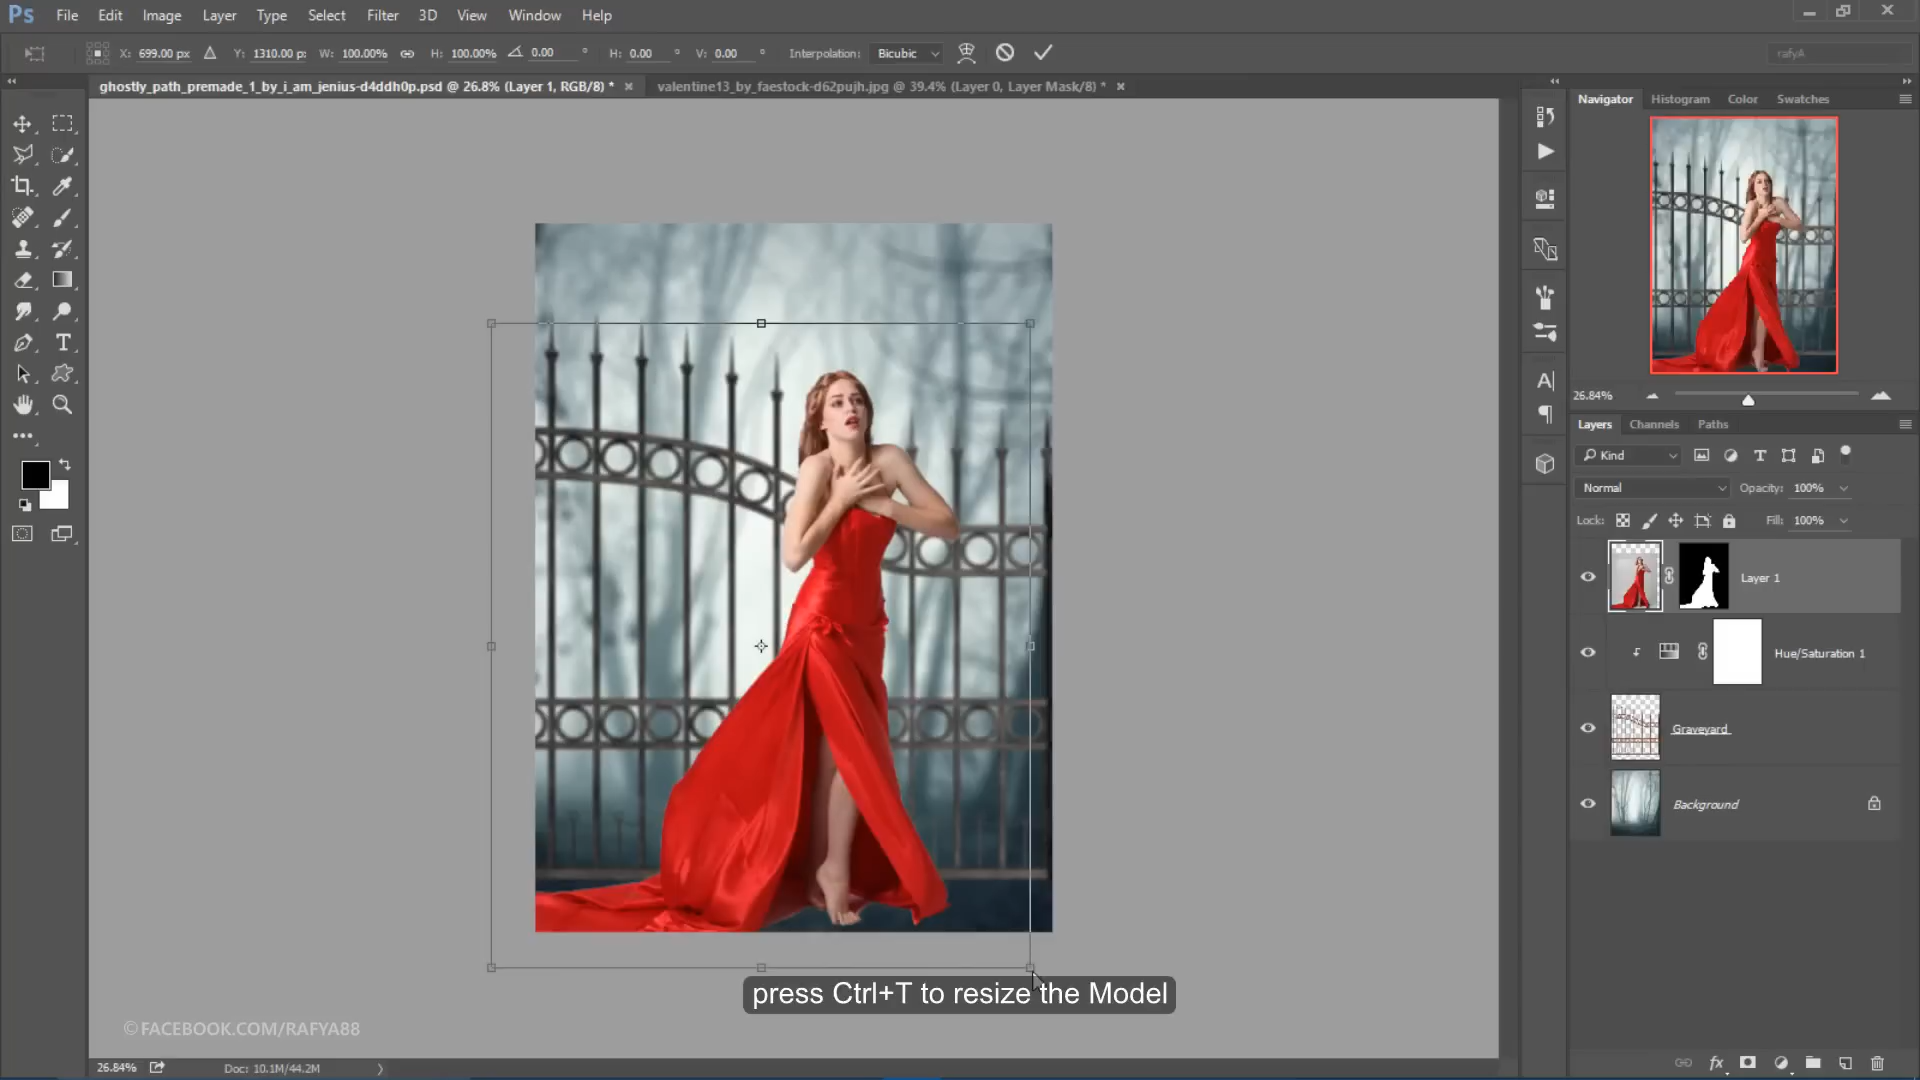 Ps File Edit Image Layer Type Select Filter 3D View Window Help
X: 699.00 px Y: 1310.00 p: W: 100.00% H: 100.00% 0.00 ° H: 0.00 ° V: 0.00 ° Interpolation: Bicubic rafyA
ghostly_path_premade_1_by_i_am_jenius-d4ddh0p.psd @ 26.8% (Layer 1, RGB/8) * × valentine13_by_faestock-d62pujh.jpg @ 39.4% (Layer 0, Layer Mask/8) * ×
Navigator Histogram Color Swatches
26.84%
Layers Channels Paths
Kind
Normal Opacity: 100%
Lock: Fill: 100%
Layer 1
Hue/Saturation 1
Graveyard
Background
press Ctrl+T to resize the Model
©FACEBOOK.COM/RAFYA88
26.84% Doc: 10.1M/44.2M
fx